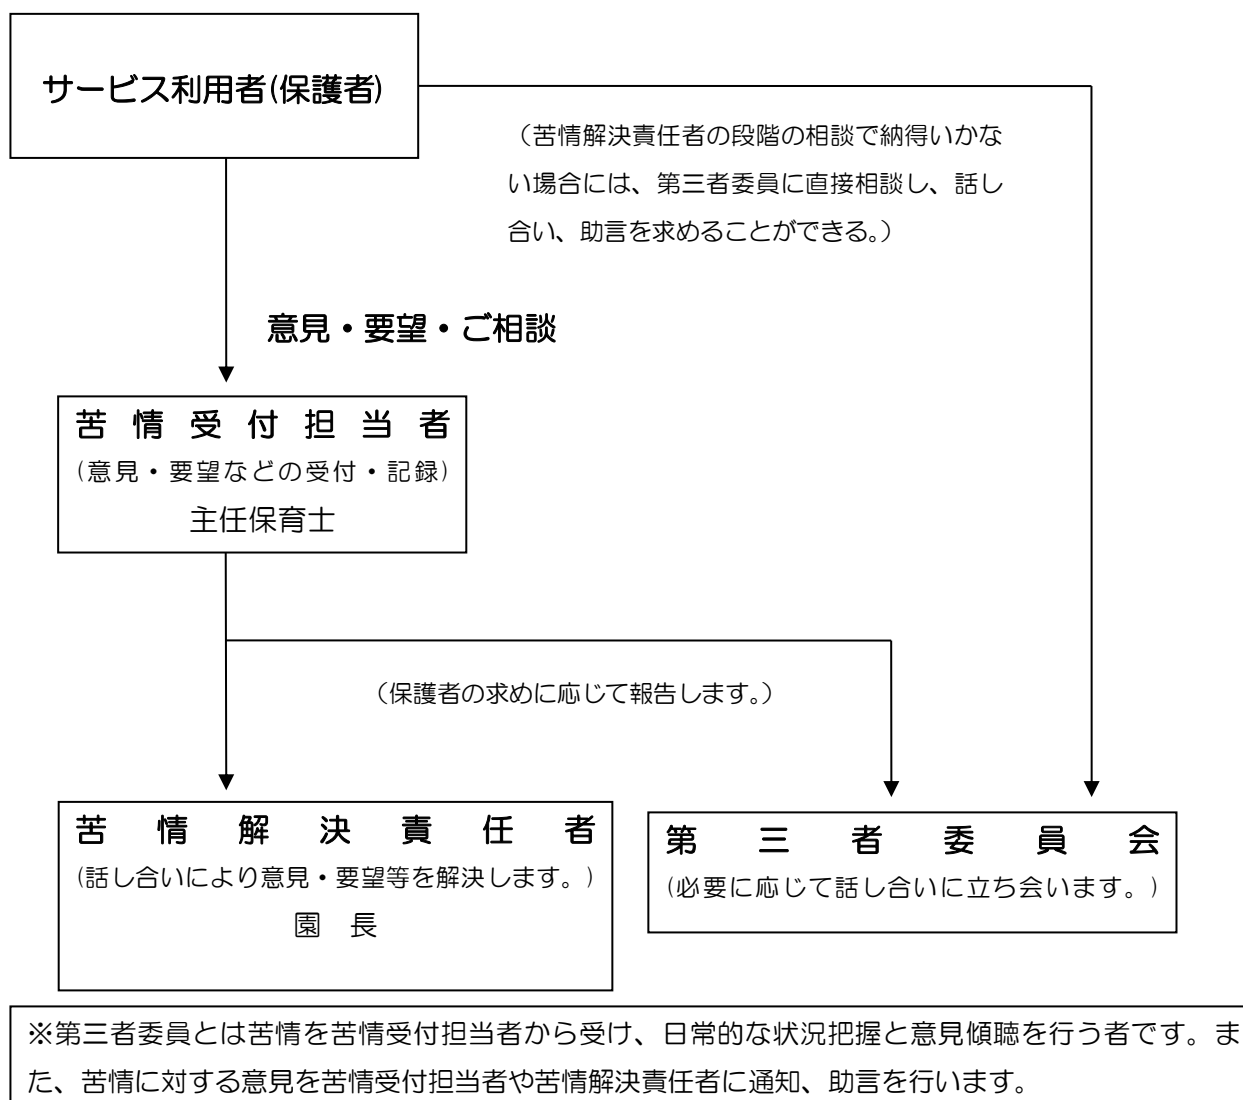 サービス利用者(保護者)
（苦情解決責任者の段階の相談で納得いかな
い場合には、第三者委員に直接相談し、話し
合い、助言を求めることができる。）
意見・要望・ご相談
苦情受付担当者
(意見・要望などの受付・記録)
主任保育士
（保護者の求めに応じて報告します。）
苦情解決責任者
(話し合いにより意見・要望等を解決します。)
園 長
第三者委員会
(必要に応じて話し合いに立ち会います。)
※第三者委員とは苦情を苦情受付担当者から受け、日常的な状況把握と意見傾聴を行う者です。ま
た、苦情に対する意見を苦情受付担当者や苦情解決責任者に通知、助言を行います。